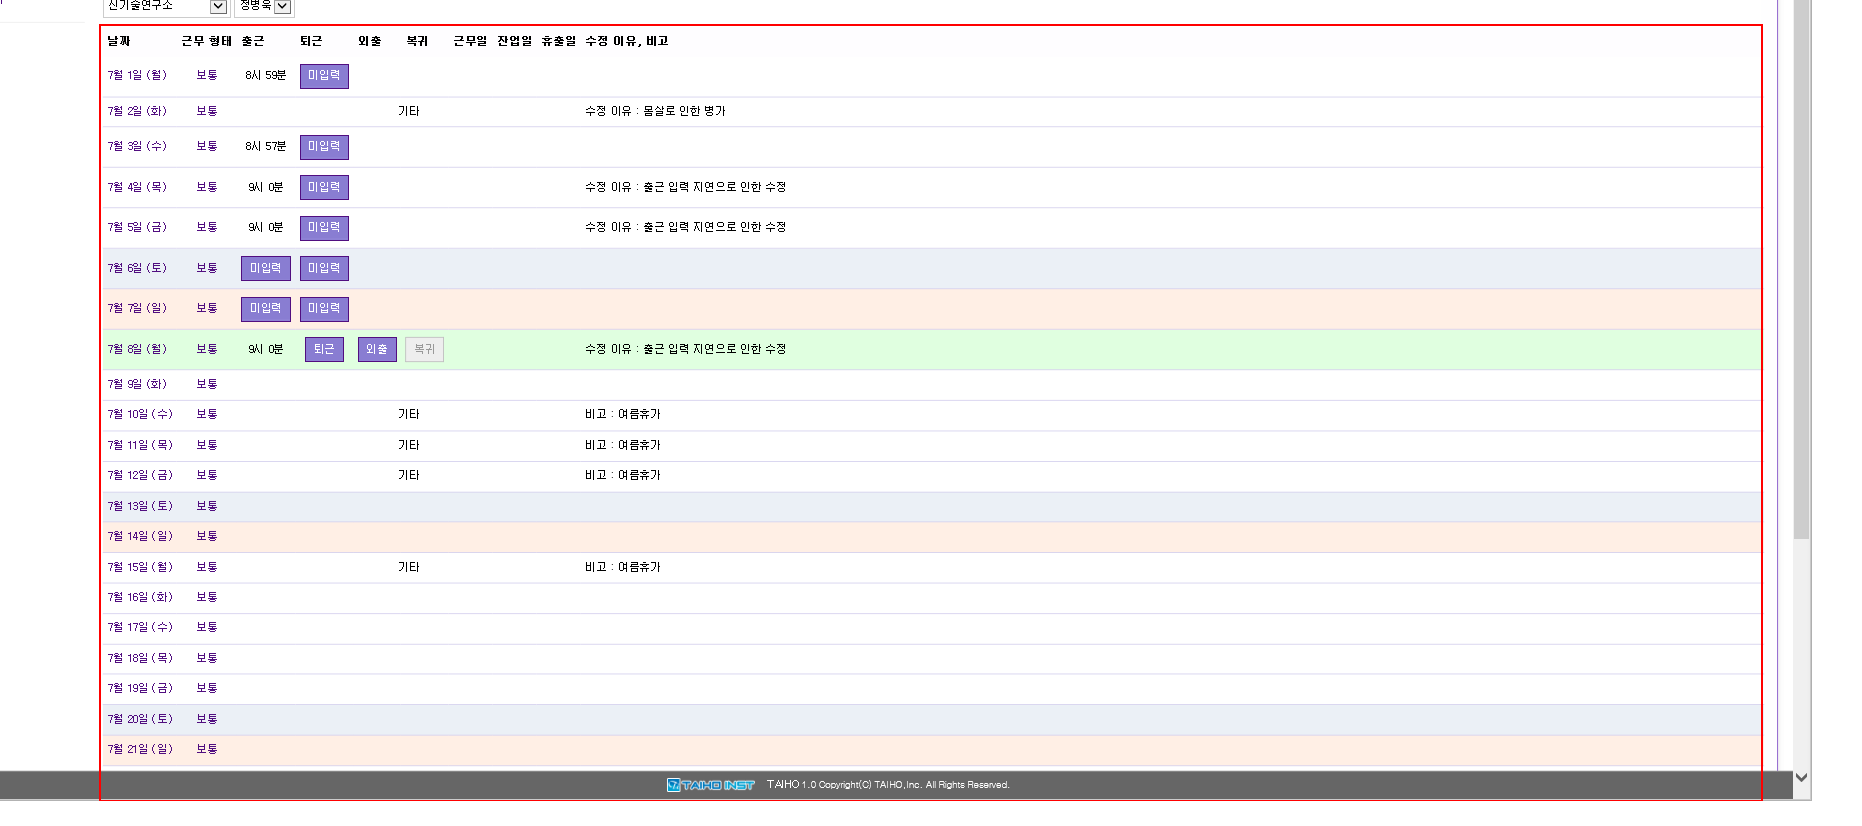 신기술연구소 정병욱
날짜 근무 형태 출근 퇴근 외출 복귀 근무일 잔업일 휴출일 수정 이유, 비고
7월 1일 (월) 보통 8시 59분 미입력
7월 2일 (화) 보통 기타 수정 이유 : 몸살로 인한 병가
7월 3일 (수) 보통 8시 57분 미입력
7월 4일 (목) 보통 9시 0분 미입력 수정 이유 : 출근 입력 지연으로 인한 수정
7월 5일 (금) 보통 9시 0분 미입력 수정 이유 : 출근 입력 지연으로 인한 수정
7월 6일 (토) 보통 미입력 미입력
7월 7일 (일) 보통 미입력 미입력
7월 8일 (월) 보통 9시 0분 퇴근 외출 복귀 수정 이유 : 출근 입력 지연으로 인한 수정
7월 9일 (화) 보통
7월 10일 (수) 보통 기타 비고 : 여름휴가
7월 11일 (목) 보통 기타 비고 : 여름휴가
7월 12일 (금) 보통 기타 비고 : 여름휴가
7월 13일 (토) 보통
7월 14일 (일) 보통
7월 15일 (월) 보통 기타 비고 : 여름휴가
7월 16일 (화) 보통
7월 17일 (수) 보통
7월 18일 (목) 보통
7월 19일 (금) 보통
7월 20일 (토) 보통
7월 21일 (일) 보통
TAIHO INST TAIHO 1.0 Copyright(C) TAIHO,Inc. All Rights Reserved.